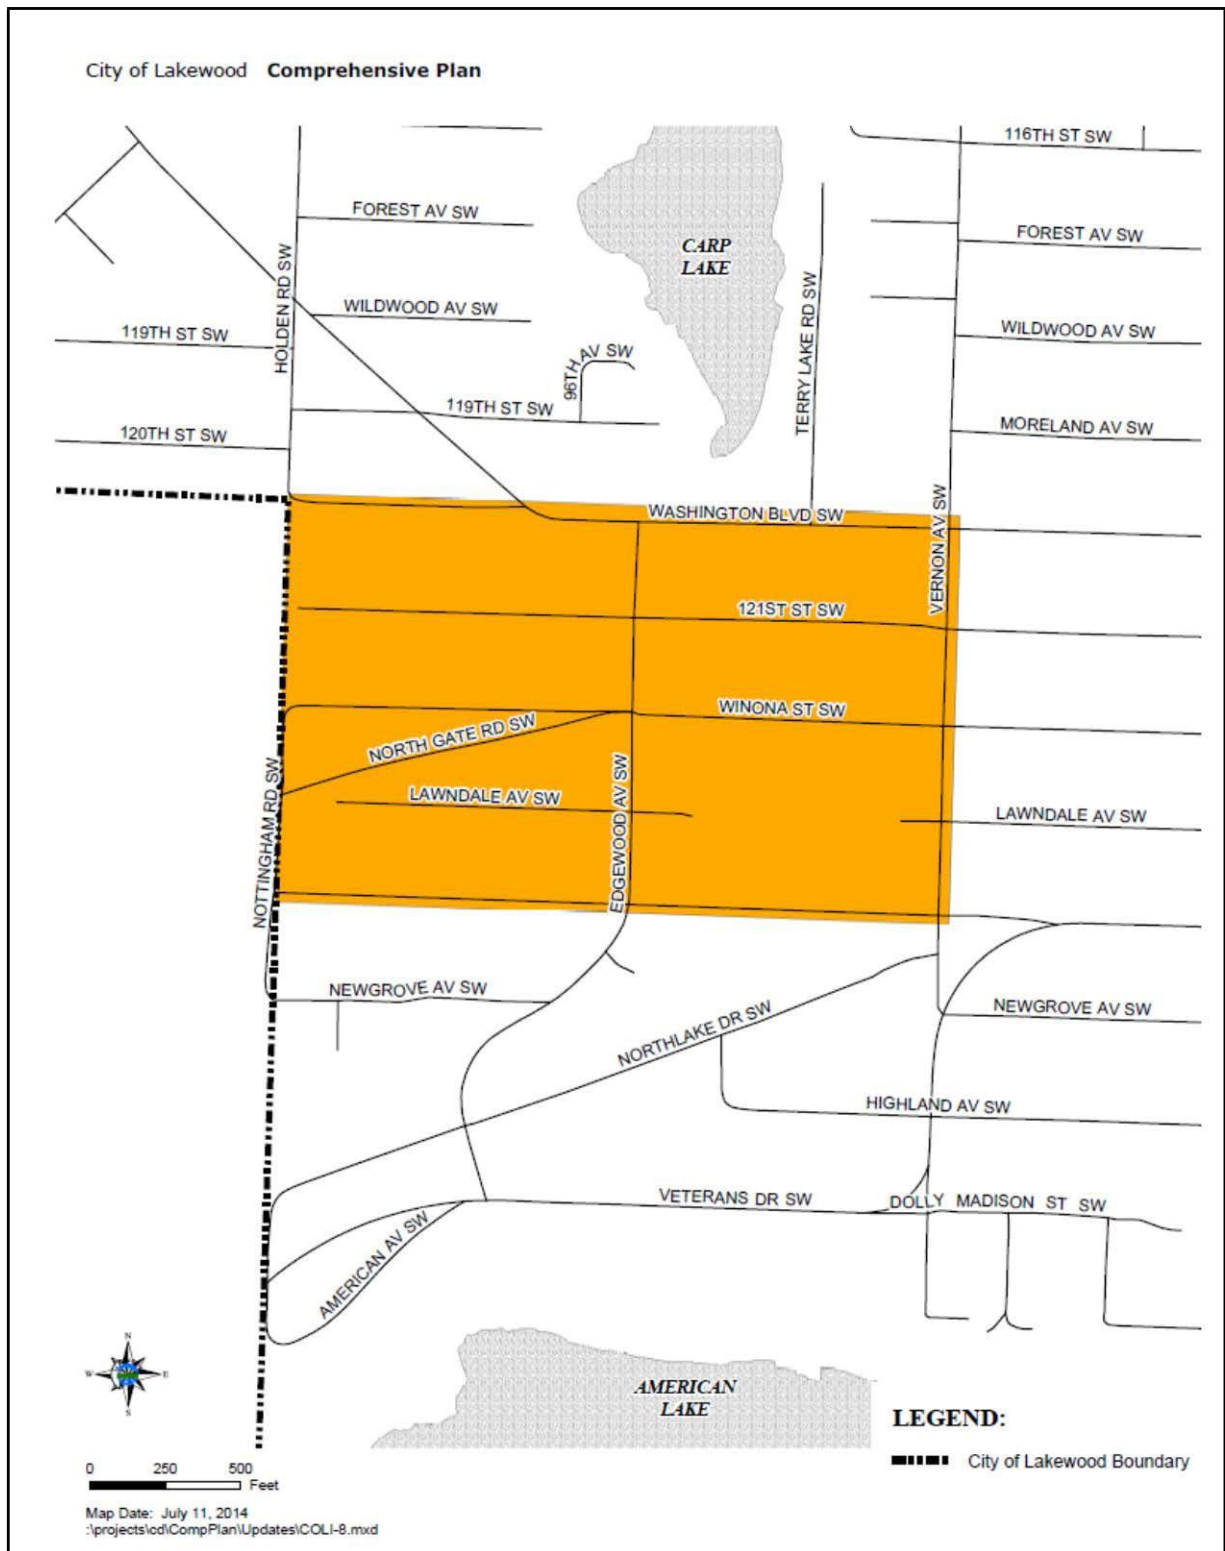 City of Lakewood Comprehensive Plan
116TH ST SW
FOREST AV SW
FOREST AV SW
CARP
LAKE
HOLDEN RD SW
TERRY LAKE RD SW
WILDWOOD AV SW
119TH ST SW
WILDWOOD AV SW
96TH AV SW
119TH ST SW
120TH ST SW
MORELAND AV SW
WASHINGTON BLVD SW
VERNON AV SW
121ST ST SW
WINONA ST SW
NORTH GATE RD SW
NOTTINGHAM RD SW
EDGEWOOD AV SW
LAWNDALE AV SW
LAWNDALE AV SW
NEWGROVE AV SW
NORTHLAKE DR SW
NEWGROVE AV SW
HIGHLAND AV SW
VETERANS DR SW
DOLLY MADISON ST SW
AMERICAN AV SW
N
W
E
S
AMERICAN
LAKE
LEGEND:
City of Lakewood Boundary
0 250 500
Feet
Map Date: July 11, 2014
:\projects\cd\CompPlan\Updates\COLI-8.mxd